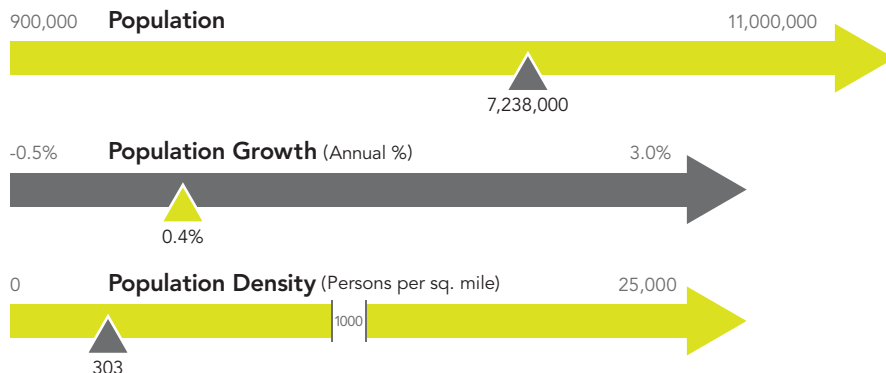 900,000 Population 11,000,000
7,238,000
-0.5% Population Growth (Annual %) 3.0%
0.4%
0 Population Density (Persons per sq. mile) 25,000
1000
303